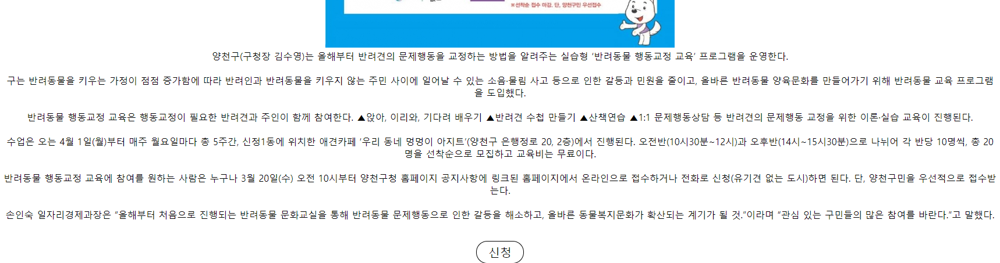 ※선착순 접수 마감. 단, 양천구민 우선접수
양천구(구청장 김수영)는 올해부터 반려견의 문제행동을 교정하는 방법을 알려주는 실습형 ‘반려동물 행동교정 교육’ 프로그램을 운영한다.
구는 반려동물을 키우는 가정이 점점 증가함에 따라 반려인과 반려동물을 키우지 않는 주민 사이에 일어날 수 있는 소음·물림 사고 등으로 인한 갈등과 민원을 줄이고, 올바른 반려동물 양육문화를 만들어가기 위해 반려동물 교육 프로그램
을 도입했다.
반려동물 행동교정 교육은 행동교정이 필요한 반려견과 주인이 함께 참여한다. ▲앉아, 이리와, 기다려 배우기 ▲반려견 수첩 만들기 ▲산책연습 ▲1:1 문제행동상담 등 반려견의 문제행동 교정을 위한 이론·실습 교육이 진행된다.
수업은 오는 4월 1일(월)부터 매주 월요일마다 총 5주간, 신정1동에 위치한 애견카페 ‘우리 동네 멍멍이 아지트’(양천구 은행정로 20, 2층)에서 진행된다. 오전반(10시30분~12시)과 오후반(14시~15시30분)으로 나뉘어 각 반당 10명씩, 총 20
명을 선착순으로 모집하고 교육비는 무료이다.
반려동물 행동교정 교육에 참여를 원하는 사람은 누구나 3월 20일(수) 오전 10시부터 양천구청 홈페이지 공지사항에 링크된 홈페이지에서 온라인으로 접수하거나 전화로 신청(유기견 없는 도시)하면 된다. 단, 양천구민을 우선적으로 접수받
는다.
손인숙 일자리경제과장은 “올해부터 처음으로 진행되는 반려동물 문화교실을 통해 반려동물 문제행동으로 인한 갈등을 해소하고, 올바른 동물복지문화가 확산되는 계기가 될 것.”이라며 “관심 있는 구민들의 많은 참여를 바란다.”고 말했다.
신청